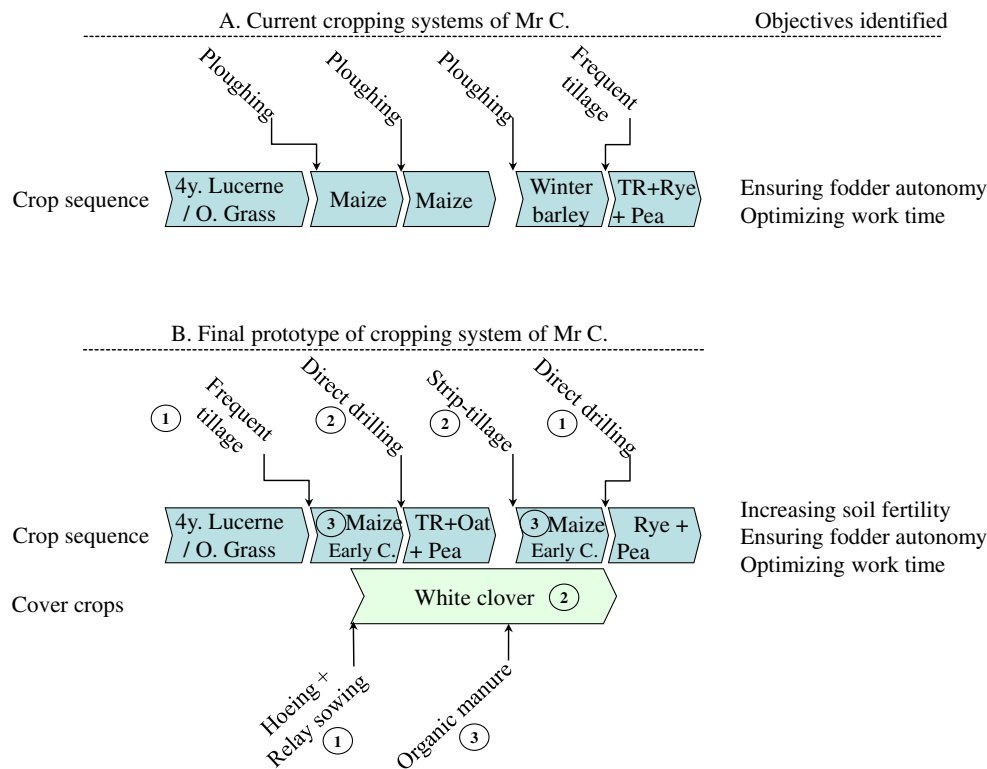 A. Current cropping systems of Mr C.
Objectives identified
Ploughing
Ploughing
Ploughing
Frequent
tillage
Crop sequence
4y. Lucerne
/ O. Grass
Maize
Maize
Winter
barley
TR+Rye
+ Pea
Ensuring fodder autonomy
Optimizing work time
B. Final prototype of cropping system of Mr C.
1
Frequent
tillage
Direct drilling
2
Strip-tillage
2
Direct drilling
1
Crop sequence
4y. Lucerne
/ O. Grass
3 Maize
Early C.
TR+Oat
+ Pea
3 Maize
Early C.
Rye +
Pea
Increasing soil fertility
Ensuring fodder autonomy
Optimizing work time
Cover crops
White clover 2
Hoeing +
Relay sowing
1
Organic manure
3